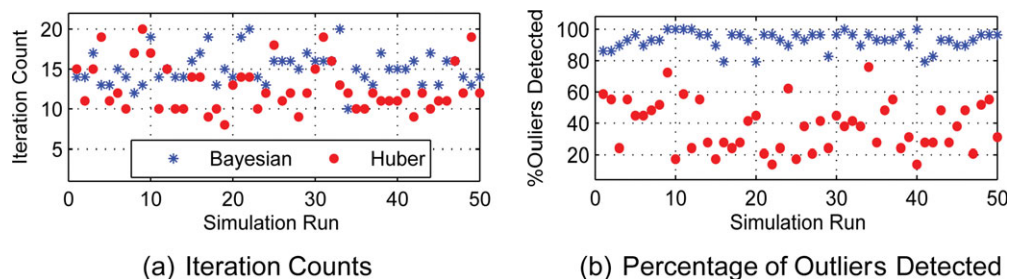 Iteration Count
20
15
10
5
Bayesian
Huber
0 10 20 30 40 50
Simulation Run
(a) Iteration Counts
%Outliers Detected
100
80
60
40
20
0 10 20 30 40 50
Simulation Run
(b) Percentage of Outliers Detected